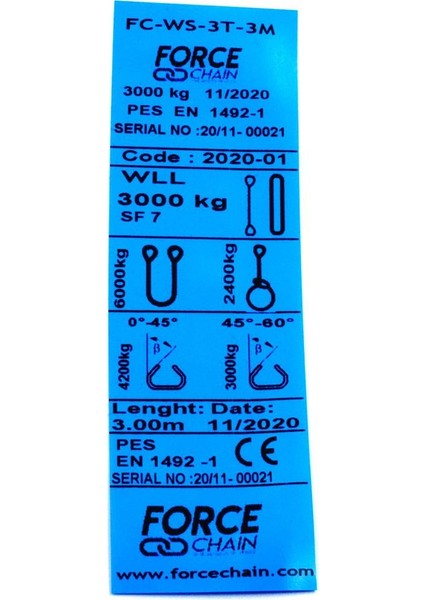 FC-WS-3T-3M
FORCE
CHAIN
3000 kg 11/2020
PES EN 1492-1
SERIAL NO :20/11- 00021
Code : 2020-01
WLL
3000 kg
SF 7
6000kg
2400kg
0°-45° 45°-60°
4200kg β
3000kg β
Lenght: Date:
3.00m 11/2020
PES
EN 1492 -1 CE
SERIAL NO :20/11- 00021
FORCE
CHAIN
www.forcechain.com